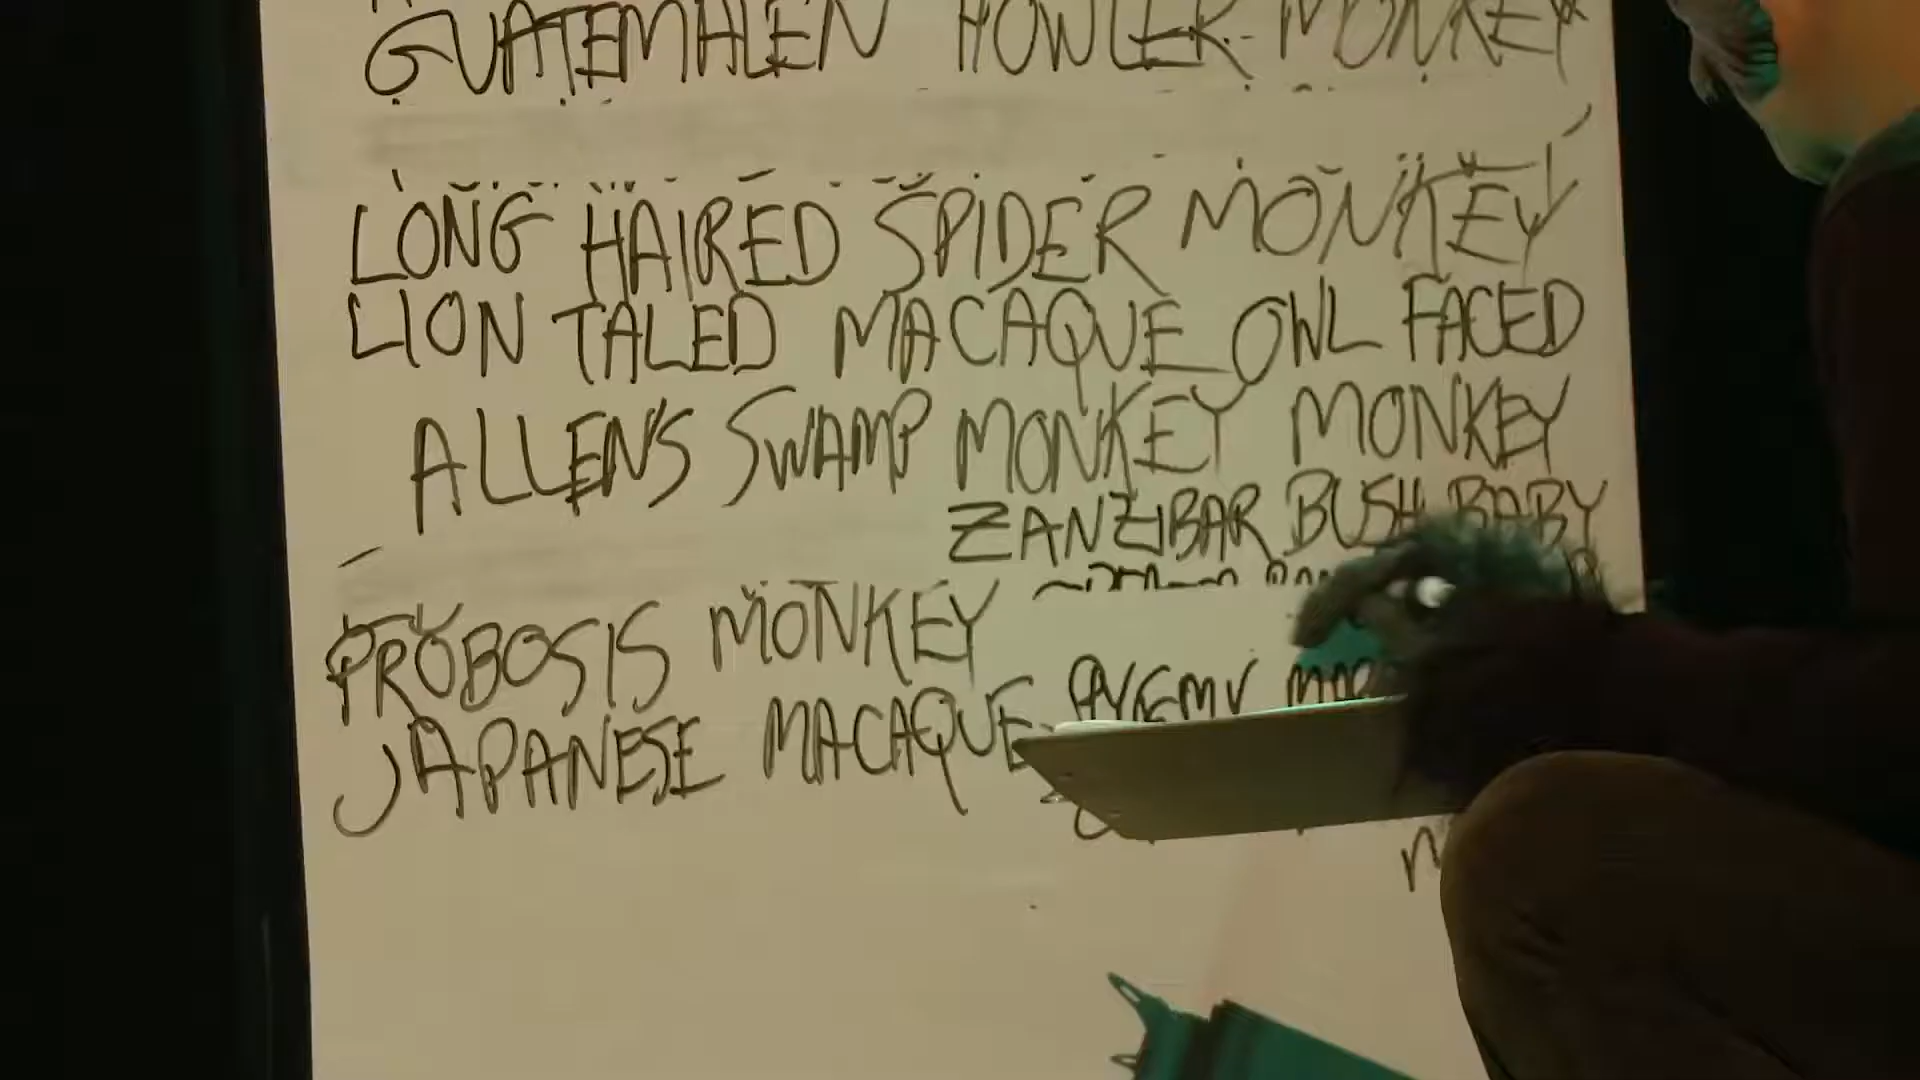 GUATEMALEN HOWLER MONKEY
LONG HAIRED SPIDER MONKEY
LION TALED MACAQUE OWL FACED
ALLEN'S SWAMP MONKEY MONKEY
ZANZIBAR BUSH BABY
PROBOSIS MONKEY
JAPANESE MACAQUE